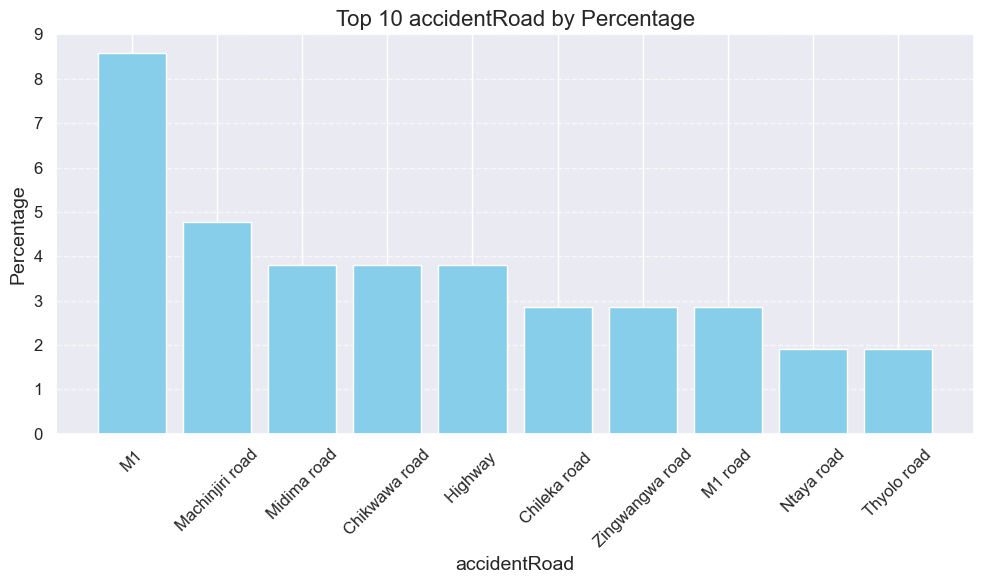 Top 10 accidentRoad by Percentage
Percentage
9
8
7
6
5
4
3
2
1
0
M1
Machinjiri road
Midima road
Chikwawa road
Highway
Chileka road
Zingwangwa road
M1 road
Ntaya road
Thyolo road
accidentRoad